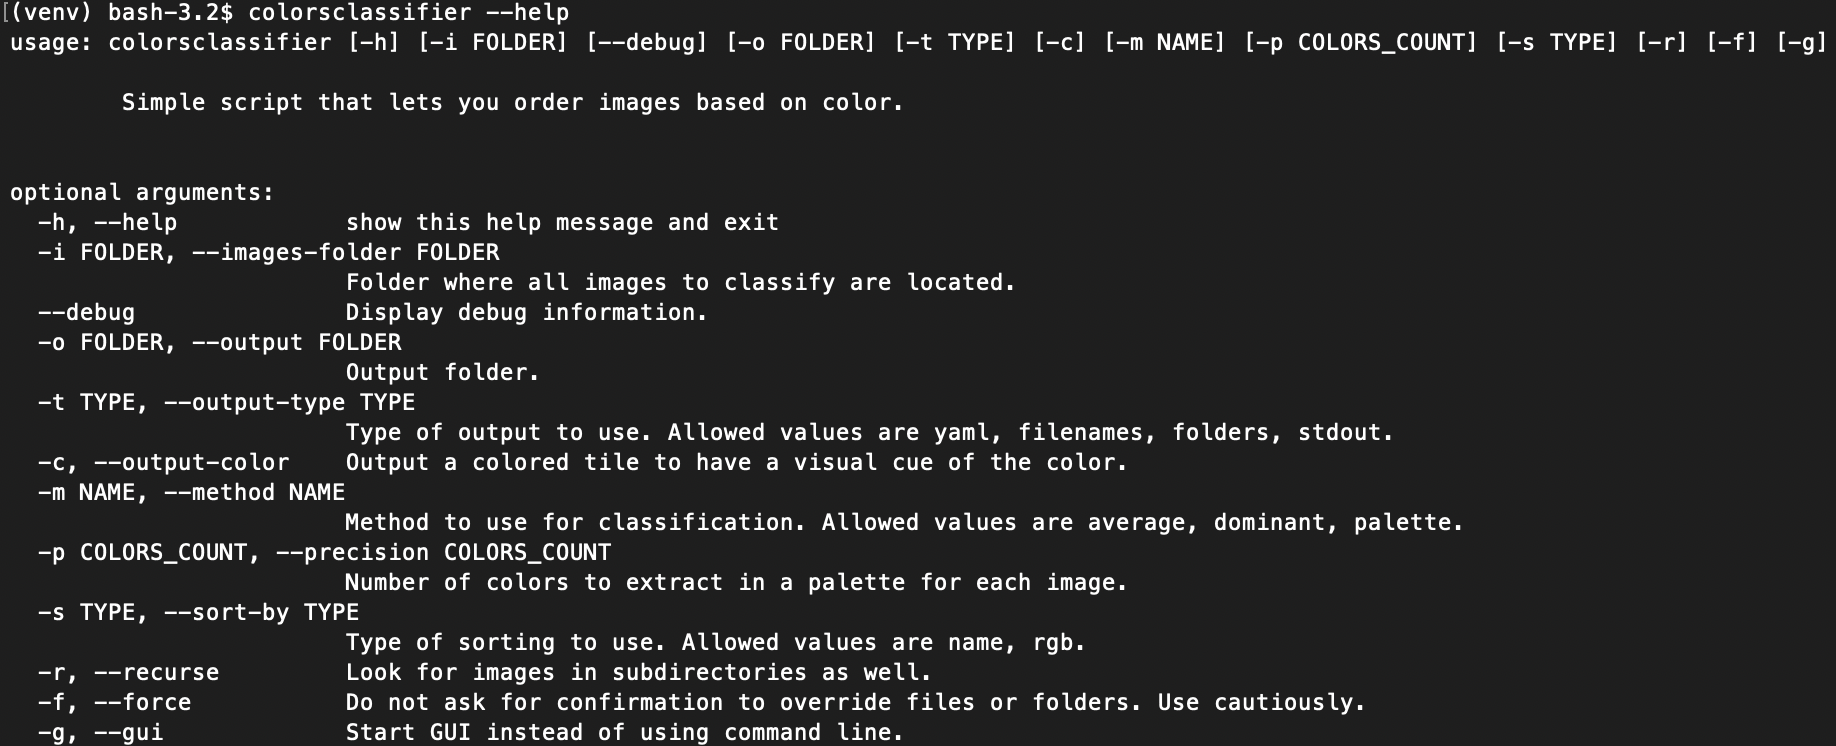 [(venv) bash-3.2$ colorsclassifier --help
usage: colorsclassifier [-h] [-i FOLDER] [--debug] [-o FOLDER] [-t TYPE] [-c] [-m NAME] [-p COLORS_COUNT] [-s TYPE] [-r] [-f] [-g]
Simple script that lets you order images based on color.
optional arguments:
-h, --help show this help message and exit
-i FOLDER, --images-folder FOLDER
Folder where all images to classify are located.
--debug Display debug information.
-o FOLDER, --output FOLDER
Output folder.
-t TYPE, --output-type TYPE
Type of output to use. Allowed values are yaml, filenames, folders, stdout.
-c, --output-color Output a colored tile to have a visual cue of the color.
-m NAME, --method NAME
Method to use for classification. Allowed values are average, dominant, palette.
-p COLORS_COUNT, --precision COLORS_COUNT
Number of colors to extract in a palette for each image.
-s TYPE, --sort-by TYPE
Type of sorting to use. Allowed values are name, rgb.
-r, --recurse Look for images in subdirectories as well.
-f, --force Do not ask for confirmation to override files or folders. Use cautiously.
-g, --gui Start GUI instead of using command line.